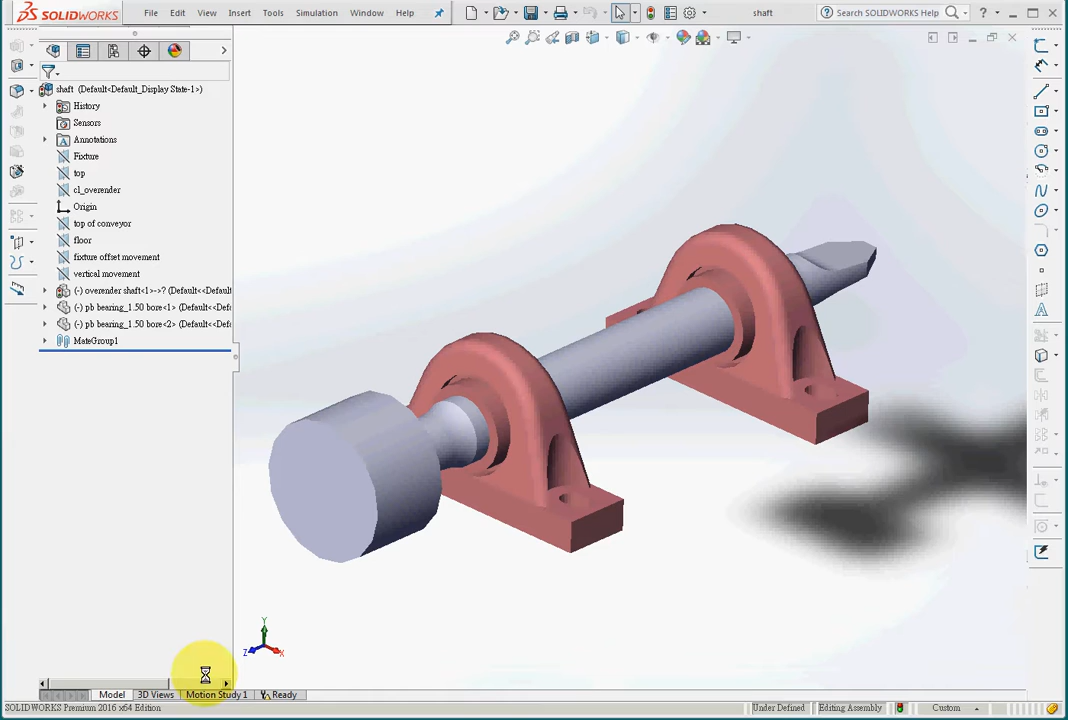 SOLIDWORKS File Edit View Insert Tools Simulation Window Help shaft Search SOLIDWORKS Help ?
shaft (Default<Default_Display State-1>)
History
Sensors
Annotations
Fixture
top
cl_overender
Origin
top of conveyor
floor
fixture offset movement
vertical movement
(-) overender shaft<1>->? (Default<<Defau
(-) pb bearing_1.50 bore<1> (Default<<Defa
(-) pb bearing_1.50 bore<2> (Default<<Defa
MateGroup1
Y
Z X
Model 3D Views Motion Study 1 Ready
SOLIDWORKS Premium 2016 x64 Edition Under Defined Editing Assembly Custom